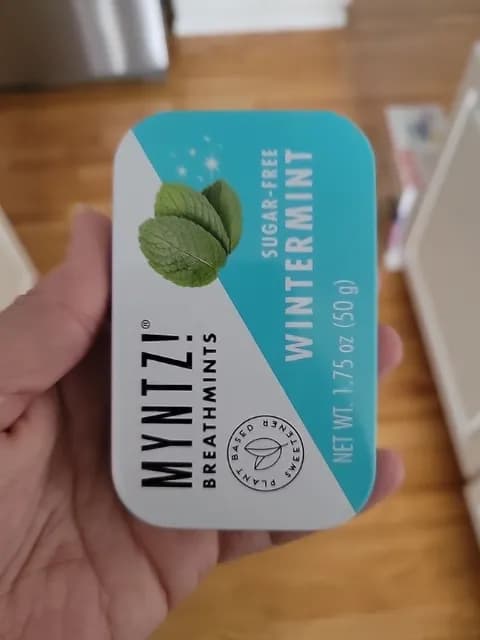 MYNTZ!®
BREATHMINTS
PLANT BASED SWEETENER
SUGAR-FREE
WINTERMINT
NET WT. 1.75 oz (50 g)